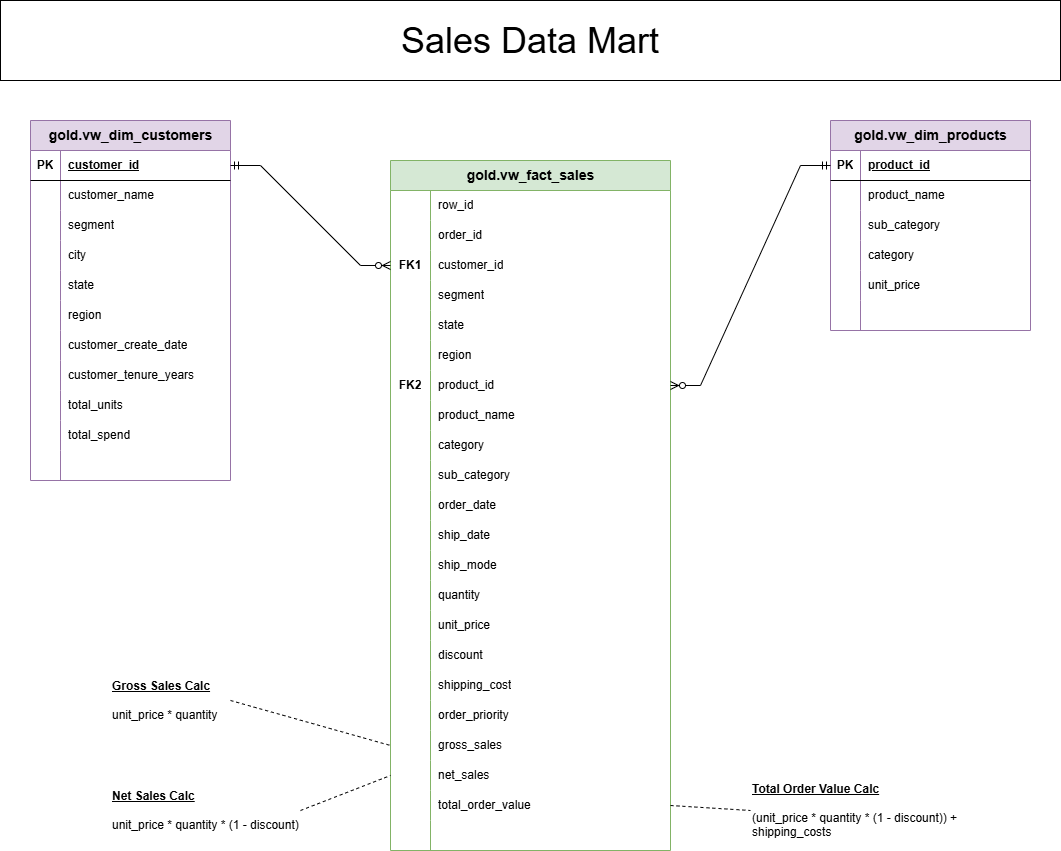 Sales Data Mart
gold.vw_dim_customers
PK customer_id
customer_name
segment
city
state
region
customer_create_date
customer_tenure_years
total_units
total_spend
gold.vw_fact_sales
row_id
order_id
FK1 customer_id
segment
state
region
FK2 product_id
product_name
category
sub_category
order_date
ship_date
ship_mode
quantity
unit_price
discount
shipping_cost
order_priority
gross_sales
net_sales
total_order_value
gold.vw_dim_products
PK product_id
product_name
sub_category
category
unit_price
Gross Sales Calc
unit_price * quantity
Net Sales Calc
unit_price * quantity * (1 - discount)
Total Order Value Calc
(unit_price * quantity * (1 - discount)) +
shipping_costs